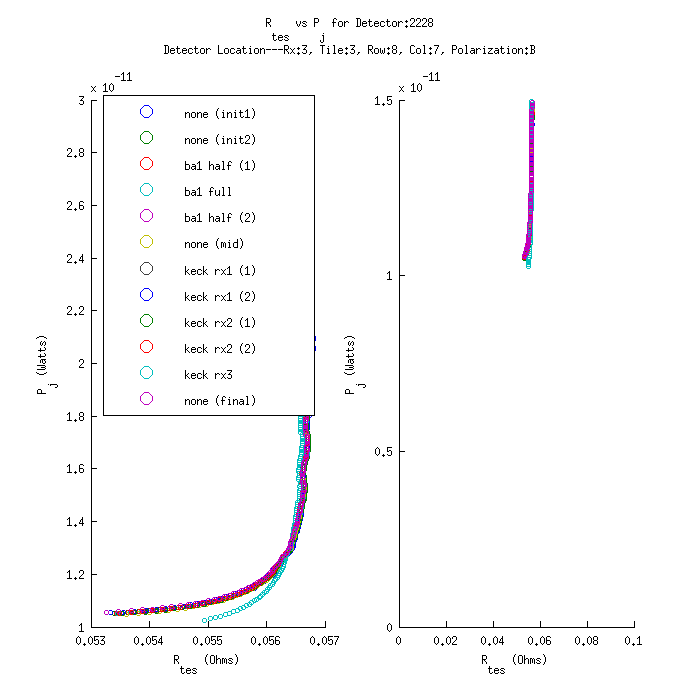 R    vs P  for Detector:2228
tes    j
Detector Location---Rx:3, Tile:3, Row:8, Col:7, Polarization:B
x 10^-11
3
2.8
2.6
2.4
2.2
2
1.8
1.6
1.4
1.2
1
P_j (Watts)
none (init1)
none (init2)
ba1 half (1)
ba1 full
ba1 half (2)
none (mid)
keck rx1 (1)
keck rx1 (2)
keck rx2 (1)
keck rx2 (2)
keck rx3
none (final)
0.053 0.054 0.055 0.056 0.057
R_tes (Ohms)
x 10^-11
1.5
1
0.5
0
P_j (Watts)
0 0.02 0.04 0.06 0.08 0.1
R_tes (Ohms)